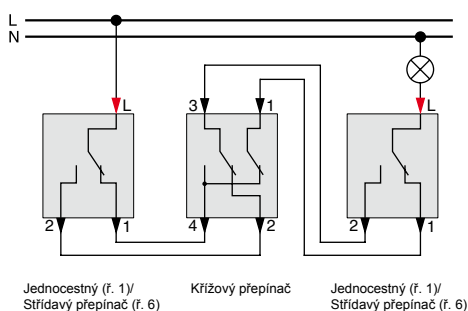 L
N
L
3
1
L
2
1
4
2
2
1
Jednocestný (ř. 1)/
Střídavý přepínač (ř. 6)
Křížový přepínač
Jednocestný (ř. 1)/
Střídavý přepínač (ř. 6)